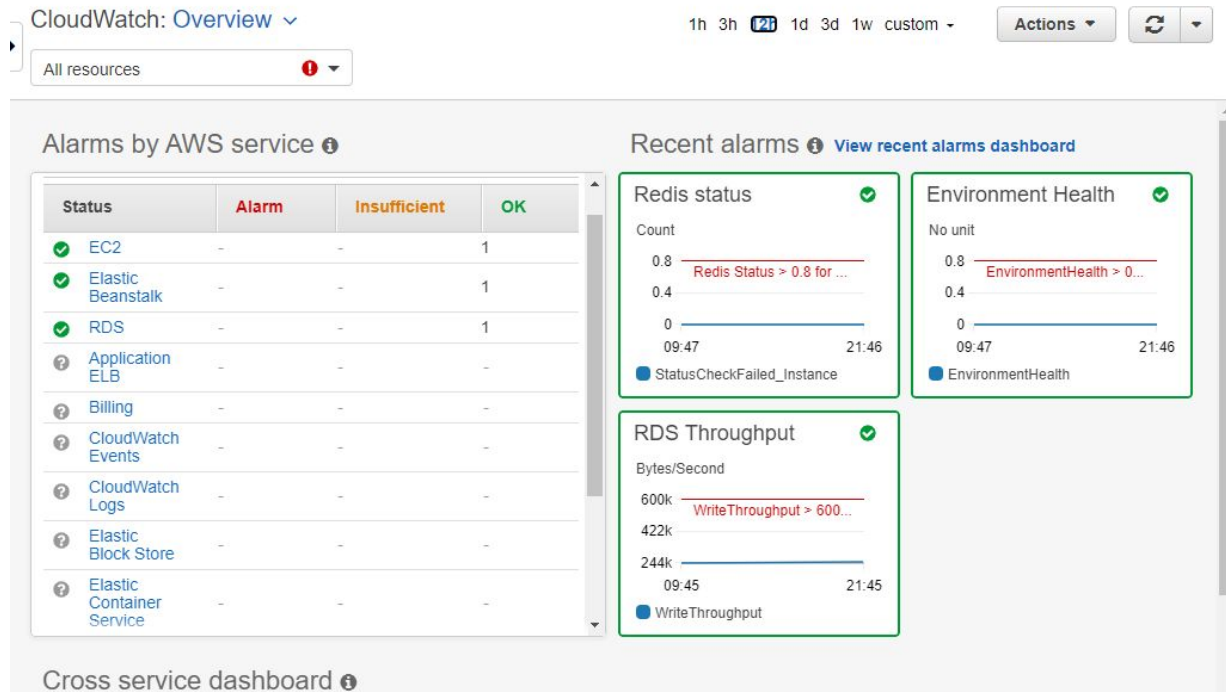 CloudWatch: Overview
1h 3h 12h 1d 3d 1w custom
Actions
All resources
Alarms by AWS service
Status Alarm Insufficient OK
EC2 - - 1
Elastic
Beanstalk - - 1
RDS - - 1
Application
ELB - - -
Billing - - -
CloudWatch
Events - - -
CloudWatch
Logs - - -
Elastic
Block Store - - -
Elastic
Container
Service - - -
Recent alarms View recent alarms dashboard
Redis status
Count
0.8
Redis Status > 0.8 for ...
0.4
0
09:47 21:46
StatusCheckFailed_Instance
Environment Health
No unit
0.8
EnvironmentHealth > 0...
0.4
0
09:47 21:46
EnvironmentHealth
RDS Throughput
Bytes/Second
600k
WriteThroughput > 600...
422k
244k
09:45 21:45
WriteThroughput
Cross service dashboard